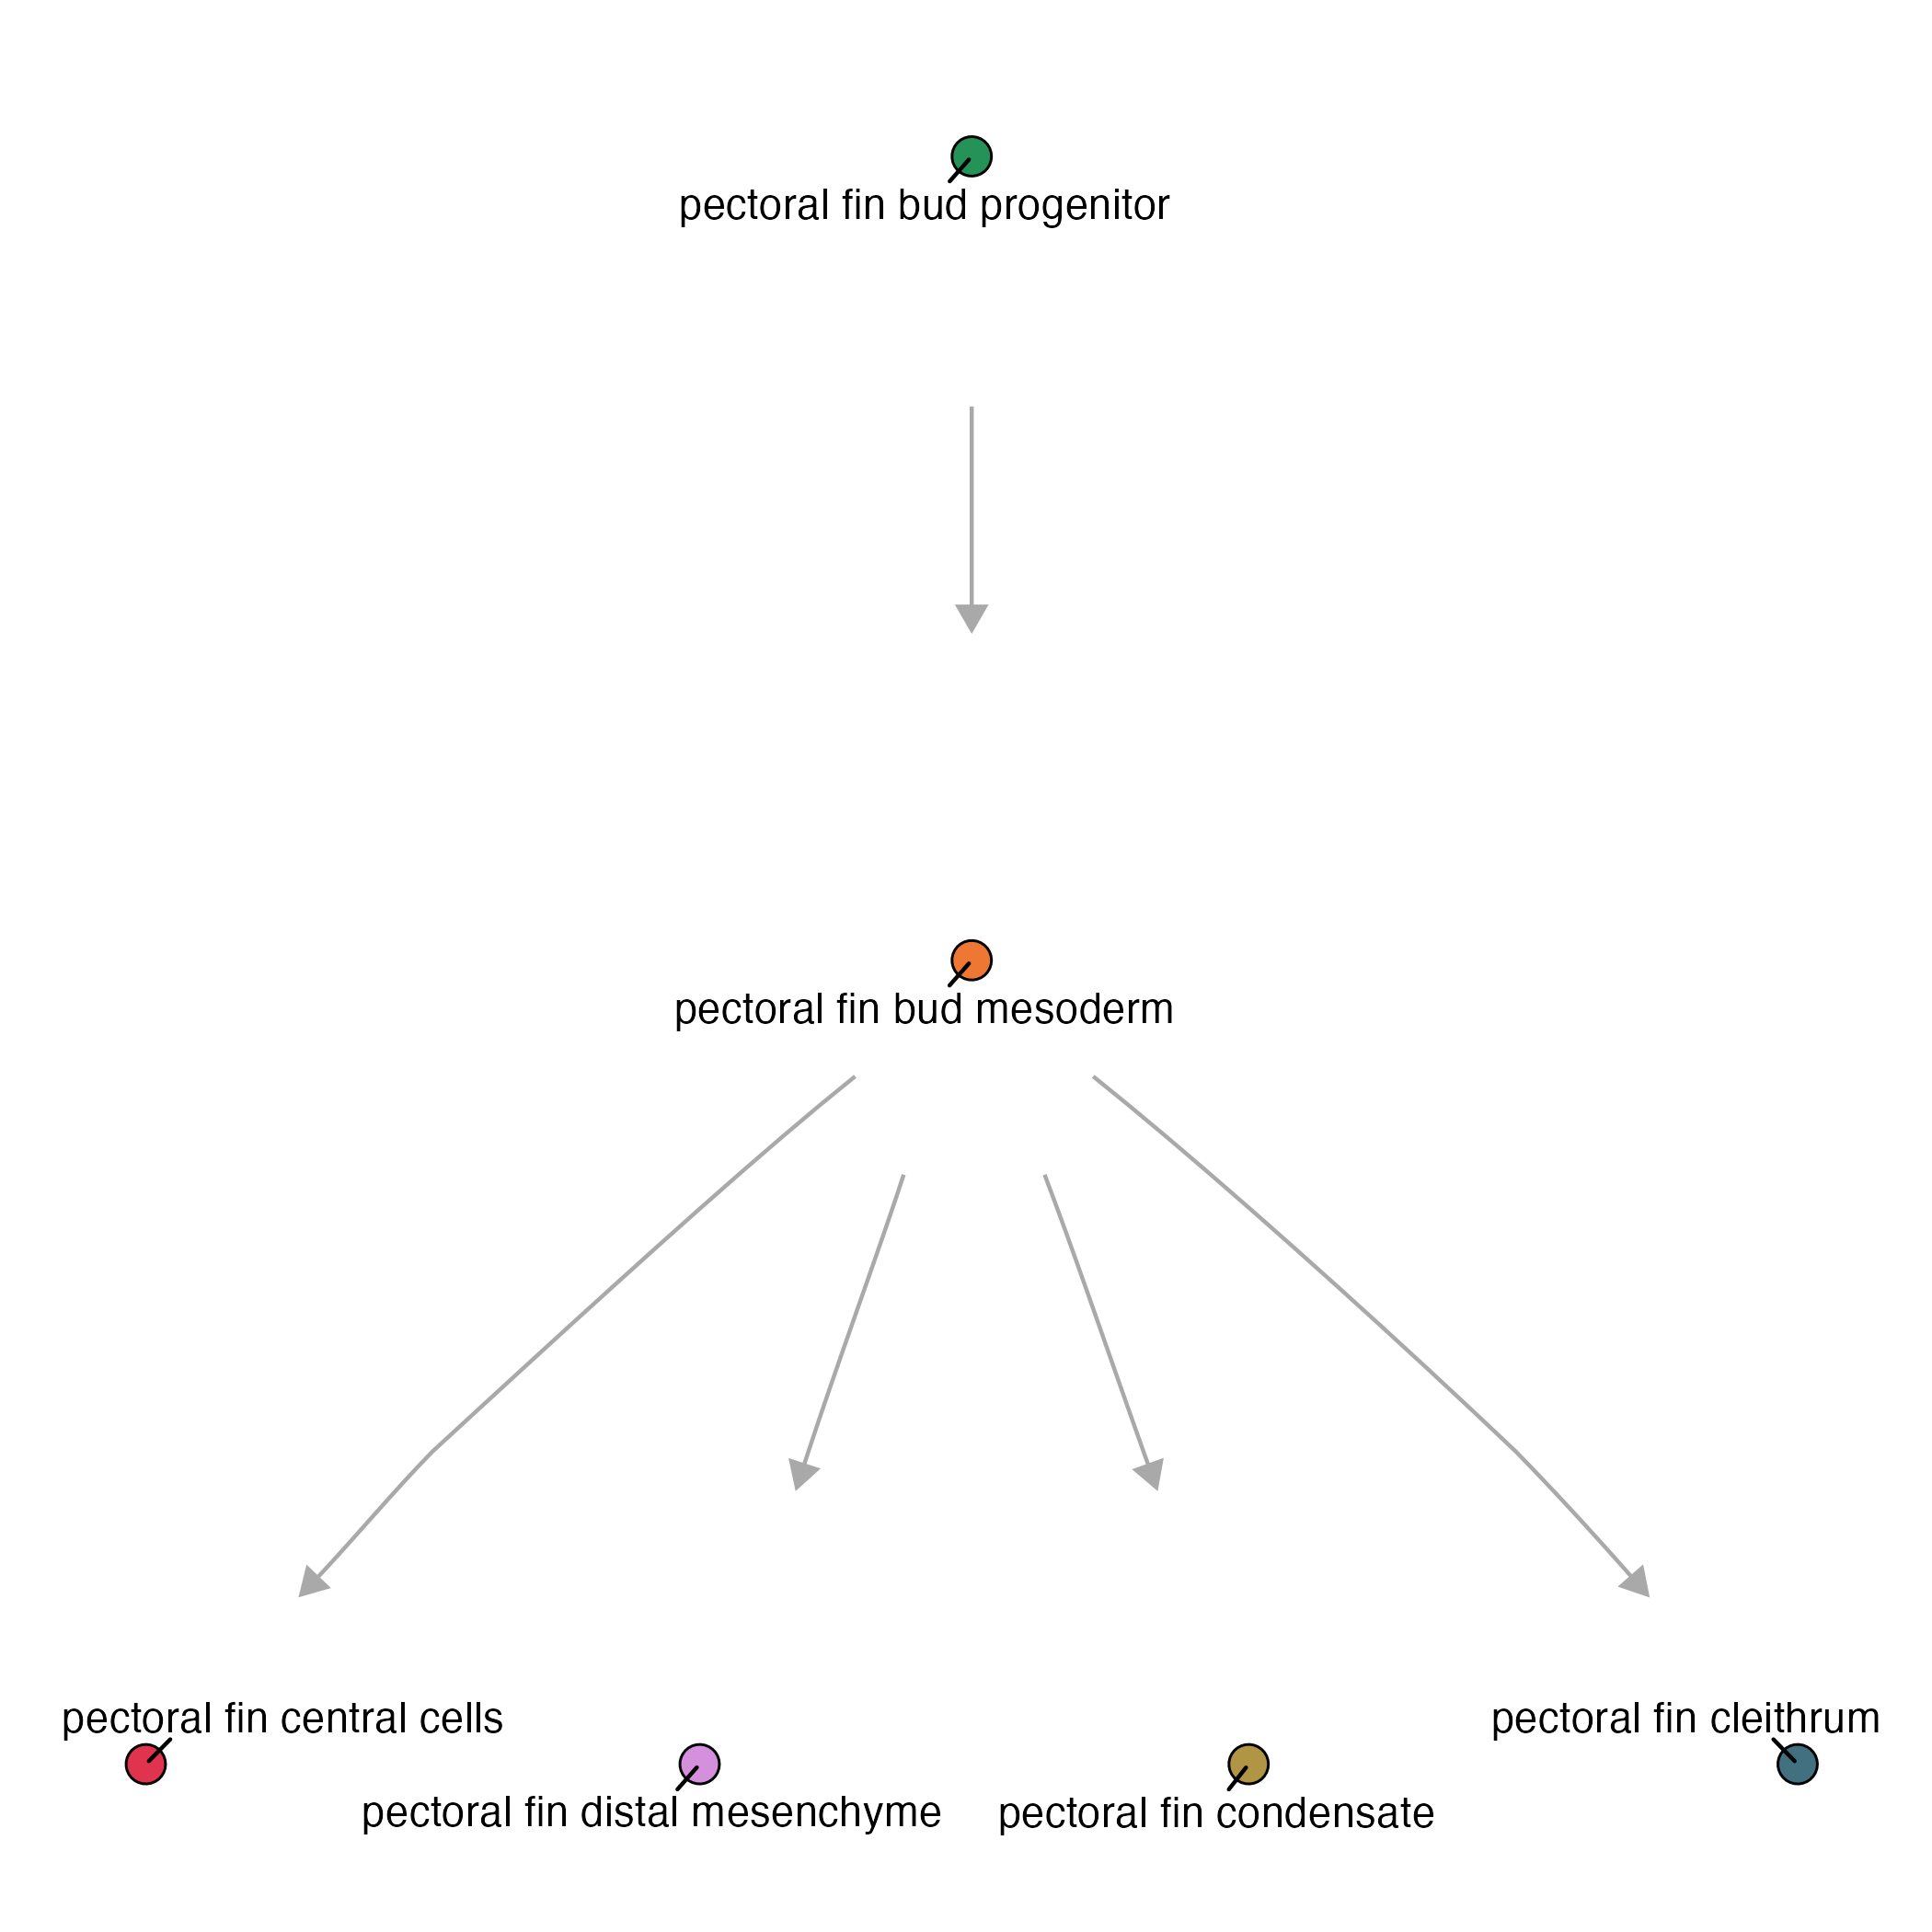 pectoral fin bud progenitor
pectoral fin bud mesoderm
pectoral fin central cells
pectoral fin cleithrum
pectoral fin distal mesenchyme
pectoral fin condensate